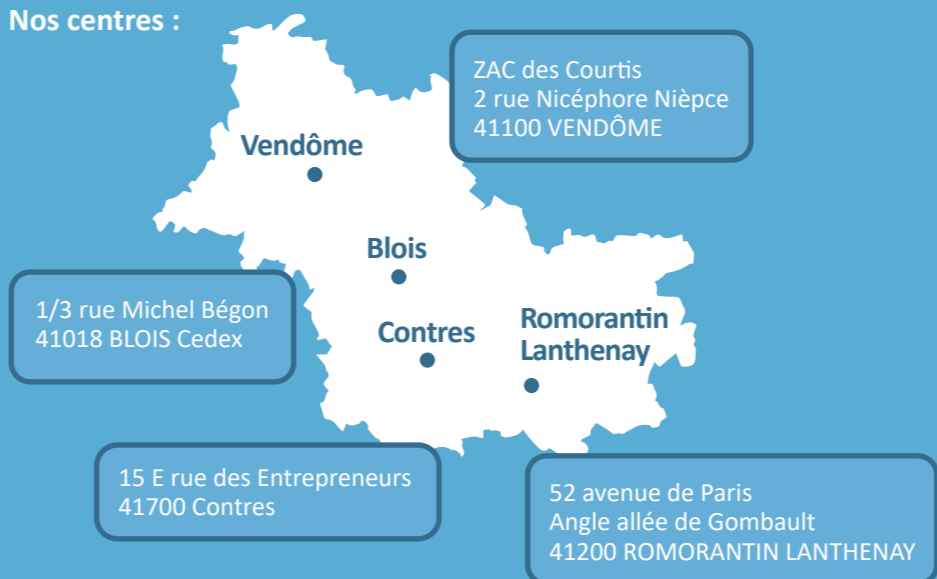 Nos centres :
ZAC des Courtis
2 rue Nicéphore Nièpce
41100 VENDÔME
Vendôme
Blois
1/3 rue Michel Bégon
41018 BLOIS Cedex
Contres
Romorantin
Lanthenay
15 E rue des Entrepreneurs
41700 Contres
52 avenue de Paris
Angle allée de Gombault
41200 ROMORANTIN LANTHENAY